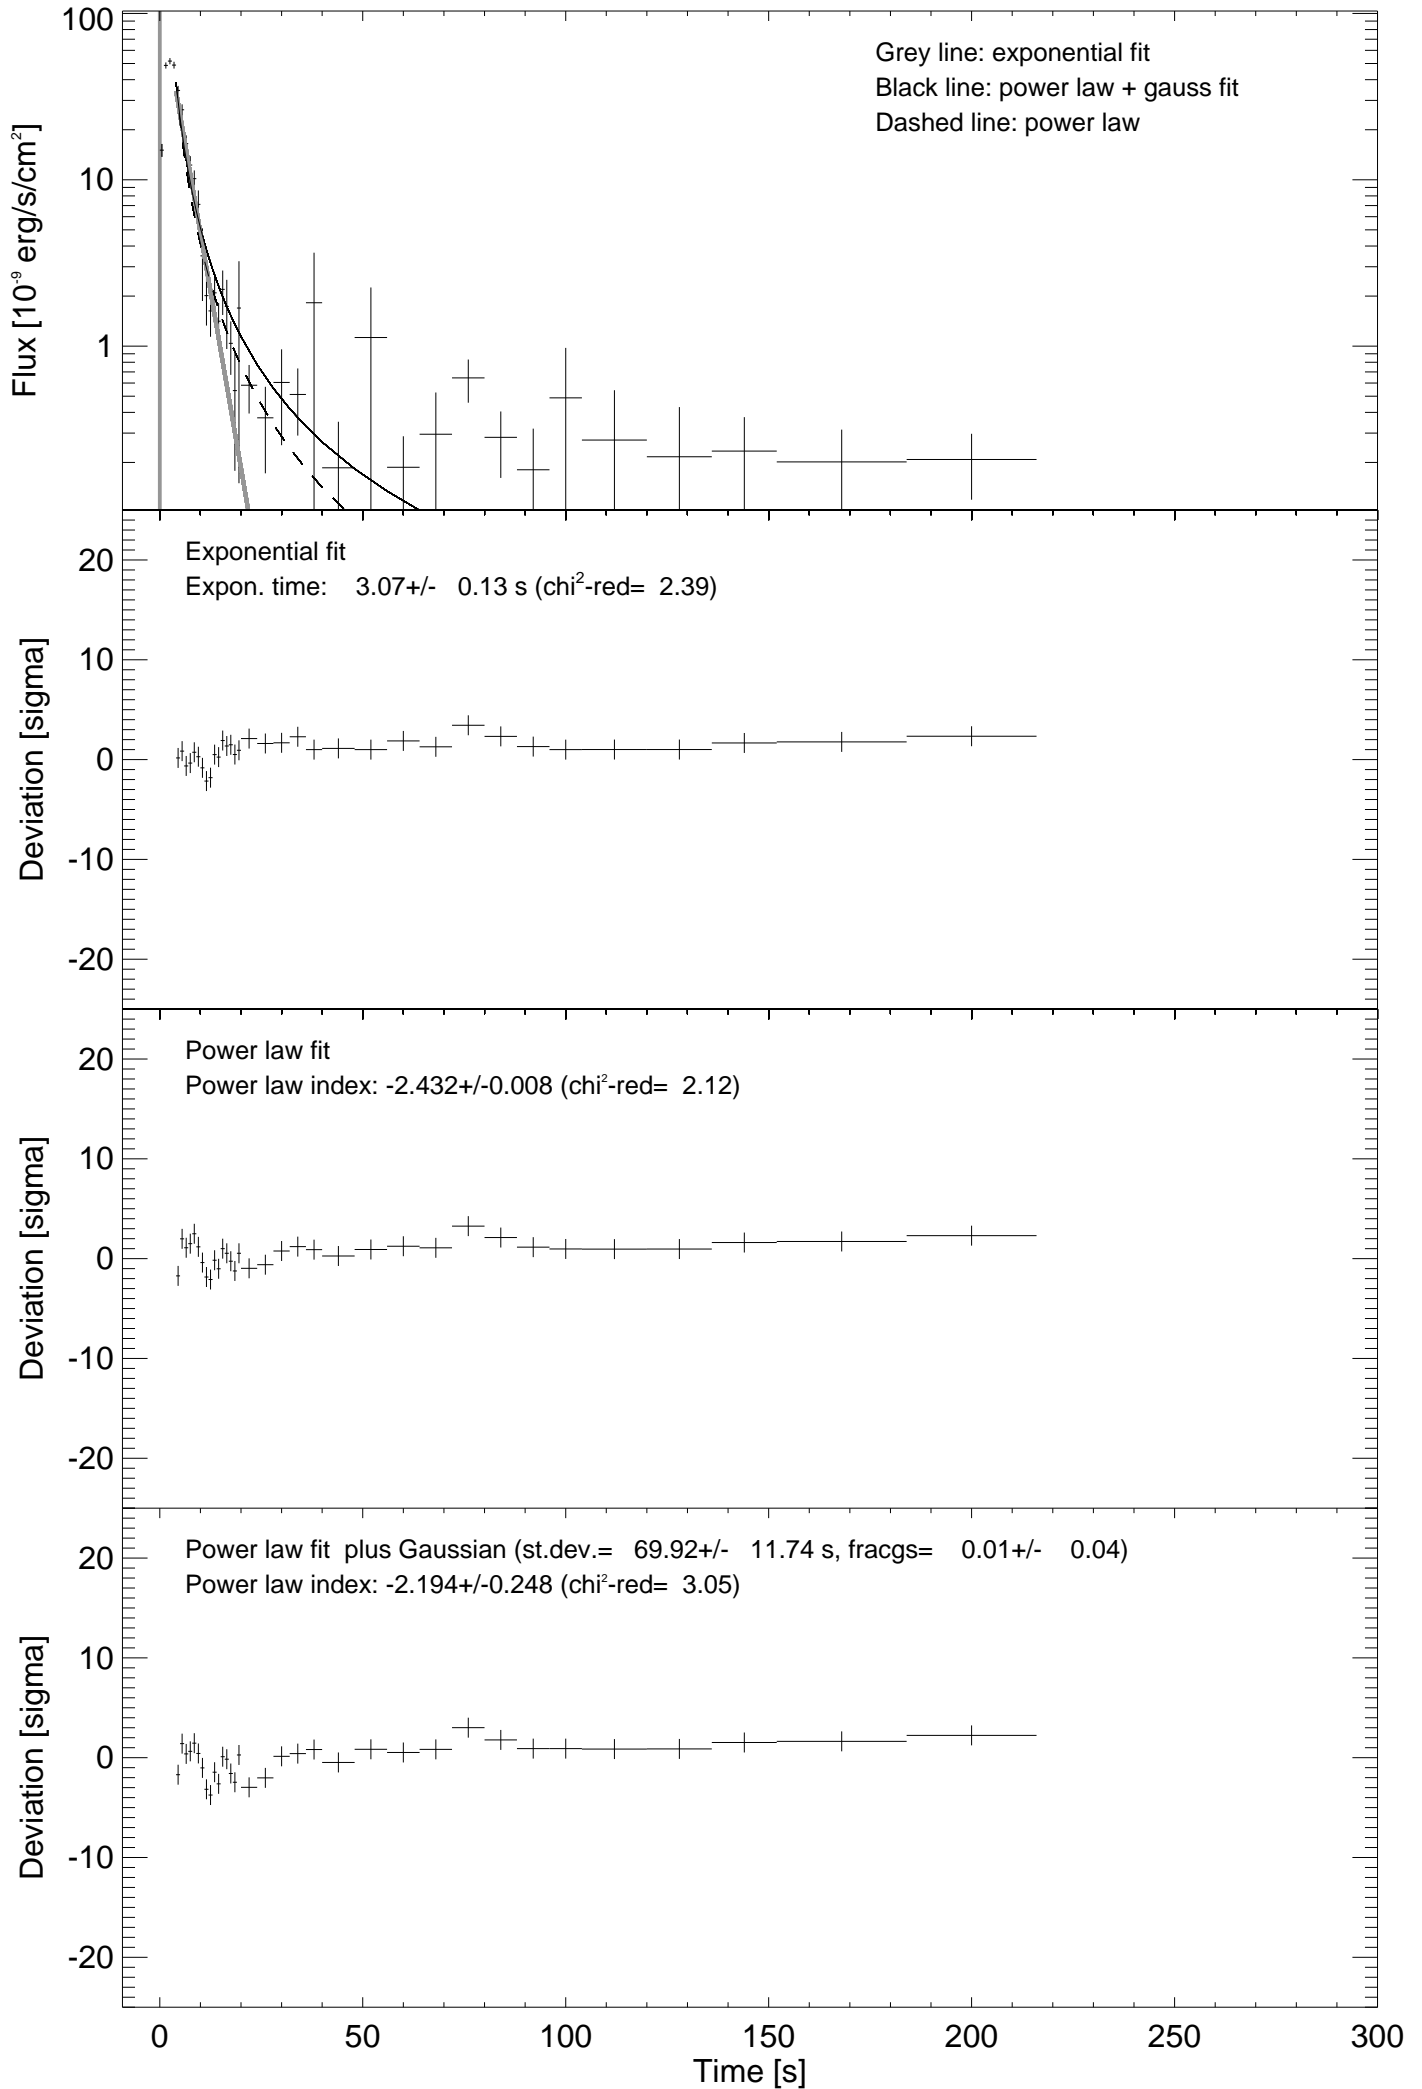 100
10
1
Flux [10⁻⁹ erg/s/cm²]
Grey line: exponential fit
Black line: power law + gauss fit
Dashed line: power law
20
10
0
-10
-20
Deviation [sigma]
Exponential fit
Expon. time: 3.07+/- 0.13 s (chi²-red= 2.39)
20
10
0
-10
-20
Deviation [sigma]
Power law fit
Power law index: -2.432+/-0.008 (chi²-red= 2.12)
20
10
0
-10
-20
Deviation [sigma]
Power law fit plus Gaussian (st.dev.= 69.92+/- 11.74 s, fracgs= 0.01+/- 0.04)
Power law index: -2.194+/-0.248 (chi²-red= 3.05)
0 50 100 150 200 250 300
Time [s]